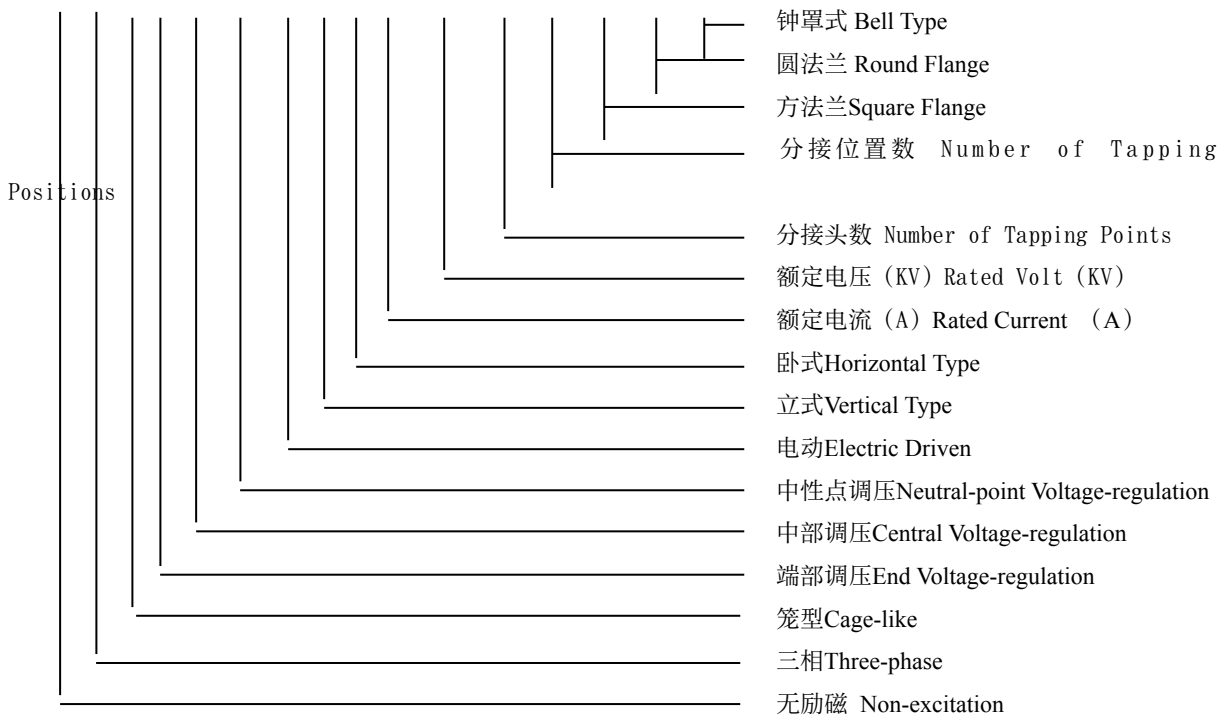 钟罩式 Bell Type
圆法兰 Round Flange
方法兰Square Flange
分接位置数 Number of Tapping
Positions
分接头数 Number of Tapping Points
额定电压（KV）Rated Volt（KV）
额定电流（A）Rated Current （A）
卧式Horizontal Type
立式Vertical Type
电动Electric Driven
中性点调压Neutral-point Voltage-regulation
中部调压Central Voltage-regulation
端部调压End Voltage-regulation
笼型Cage-like
三相Three-phase
无励磁 Non-excitation